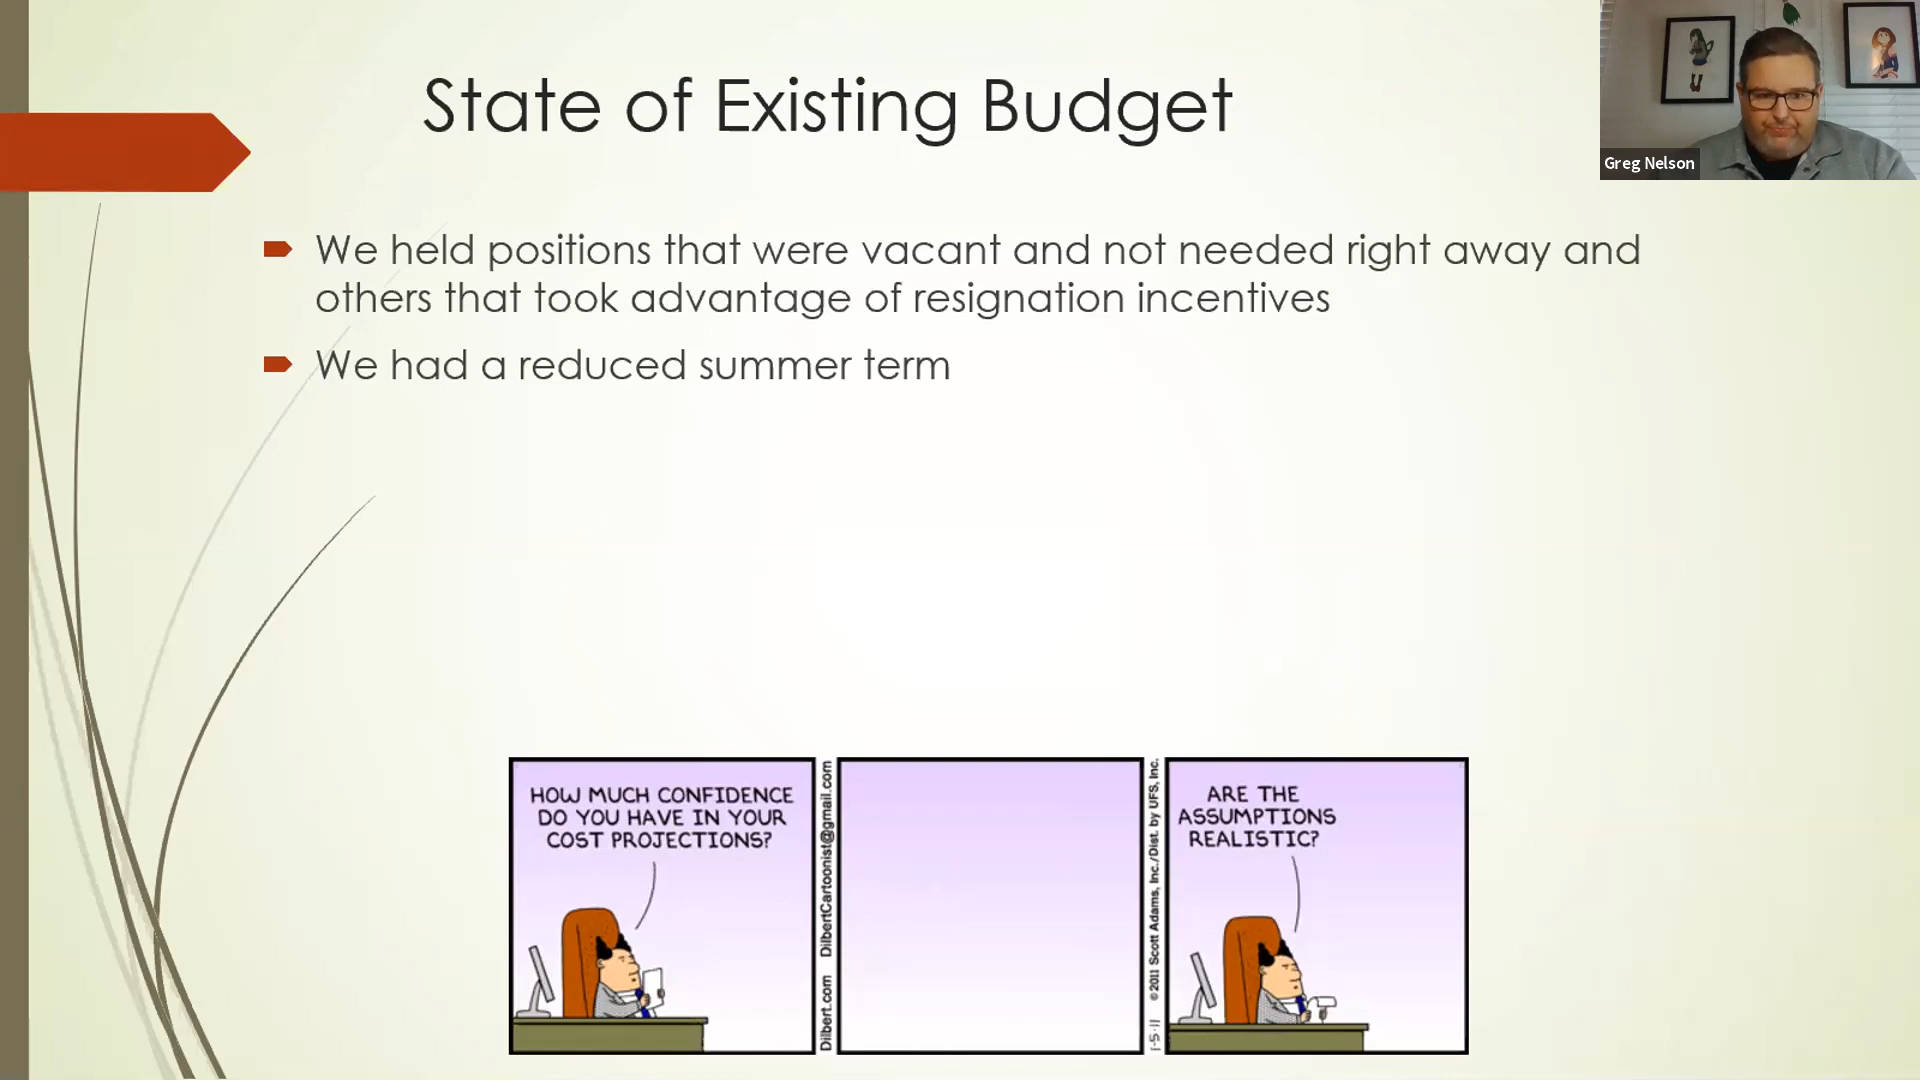 State of Existing Budget
Greg Nelson
We held positions that were vacant and not needed right away and
others that took advantage of resignation incentives
We had a reduced summer term
HOW MUCH CONFIDENCE
DO YOU HAVE IN YOUR
COST PROJECTIONS?
Dilbert.com DilbertCartoonist@gmail.com
1-5-11 ©2011 Scott Adams, Inc./Dist. by UFS, Inc.
ARE THE
ASSUMPTIONS
REALISTIC?